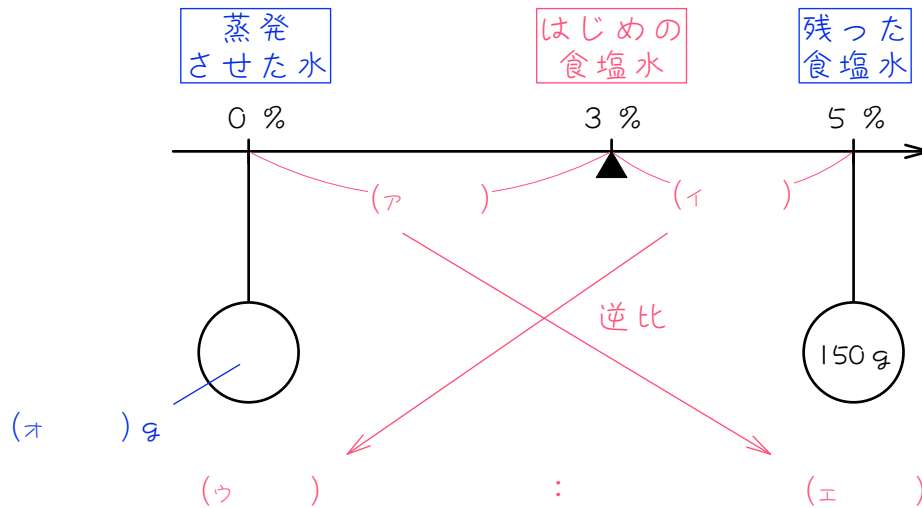 蒸発
させた水
はじめの
食塩水
残った
食塩水
0 %
3 %
5 %
(ア )
(イ )
逆比
150 g
(オ ) g
(ウ ) : (エ )